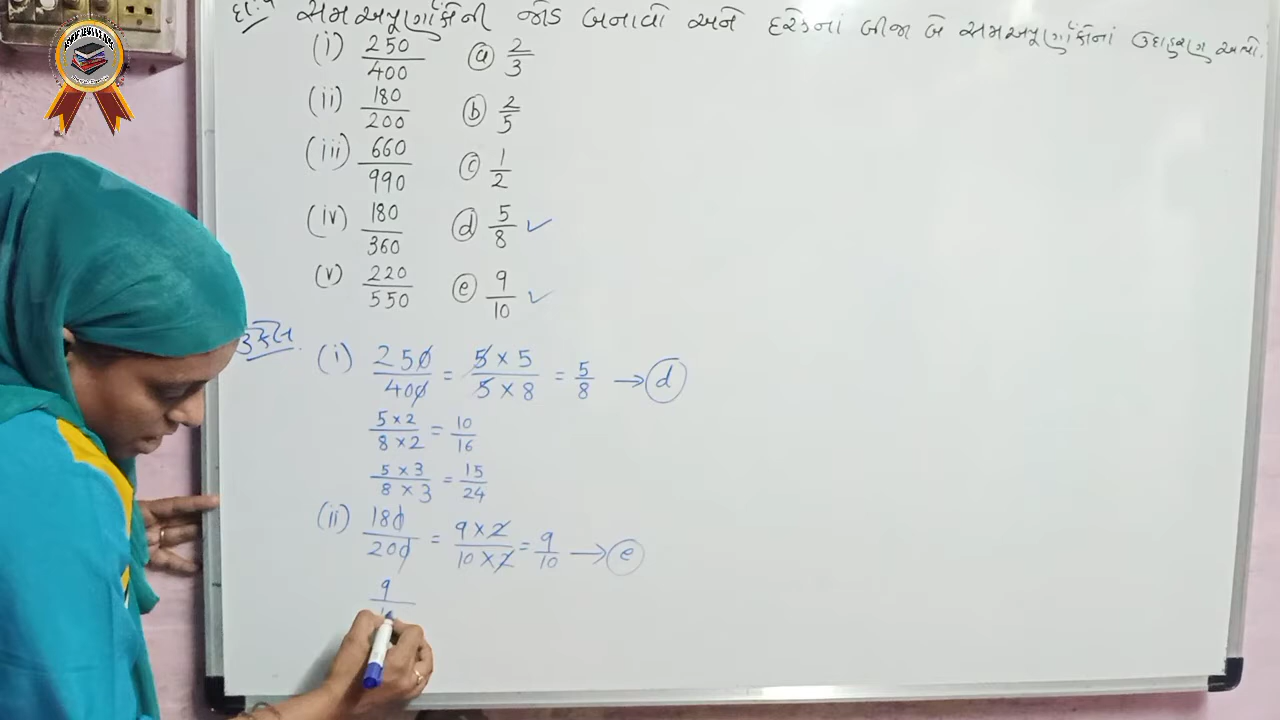 સમઅપૂર્ણાંકની જોડ બનાવો અને દરેકનાં બીજા બે સમઅપૂર્ણાંકનાં ઉદાહરણ આપો.
(i) 250/400 (a) 2/3
(ii) 180/200 (b) 2/5
(iii) 660/990 (c) 1/2
(iv) 180/360 (d) 5/8 ✓
(v) 220/550 (e) 9/10 ✓
ઉકેલ
(i) 250/400 = 5 × 5/5 × 8 = 5/8 → (d)
5 × 2/8 × 2 = 10/16
5 × 3/8 × 3 = 15/24
(ii) 180/200 = 9 × 2/10 × 2 = 9/10 → (e)
9